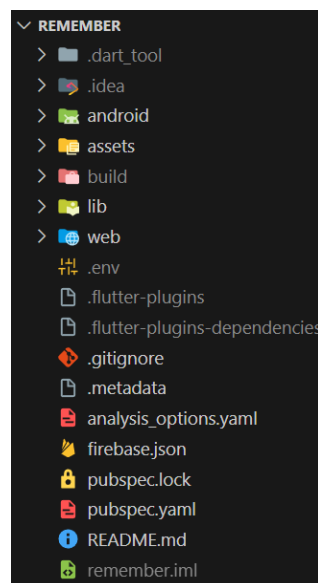 REMEMBER
.dart_tool
.idea
android
assets
build
lib
web
.env
.flutter-plugins
.flutter-plugins-dependencies
.gitignore
.metadata
analysis_options.yaml
firebase.json
pubspec.lock
pubspec.yaml
README.md
remember.iml